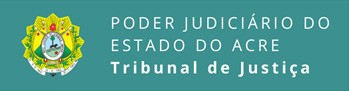 PODER JUDICIÁRIO DO
ESTADO DO ACRE
Tribunal de Justiça